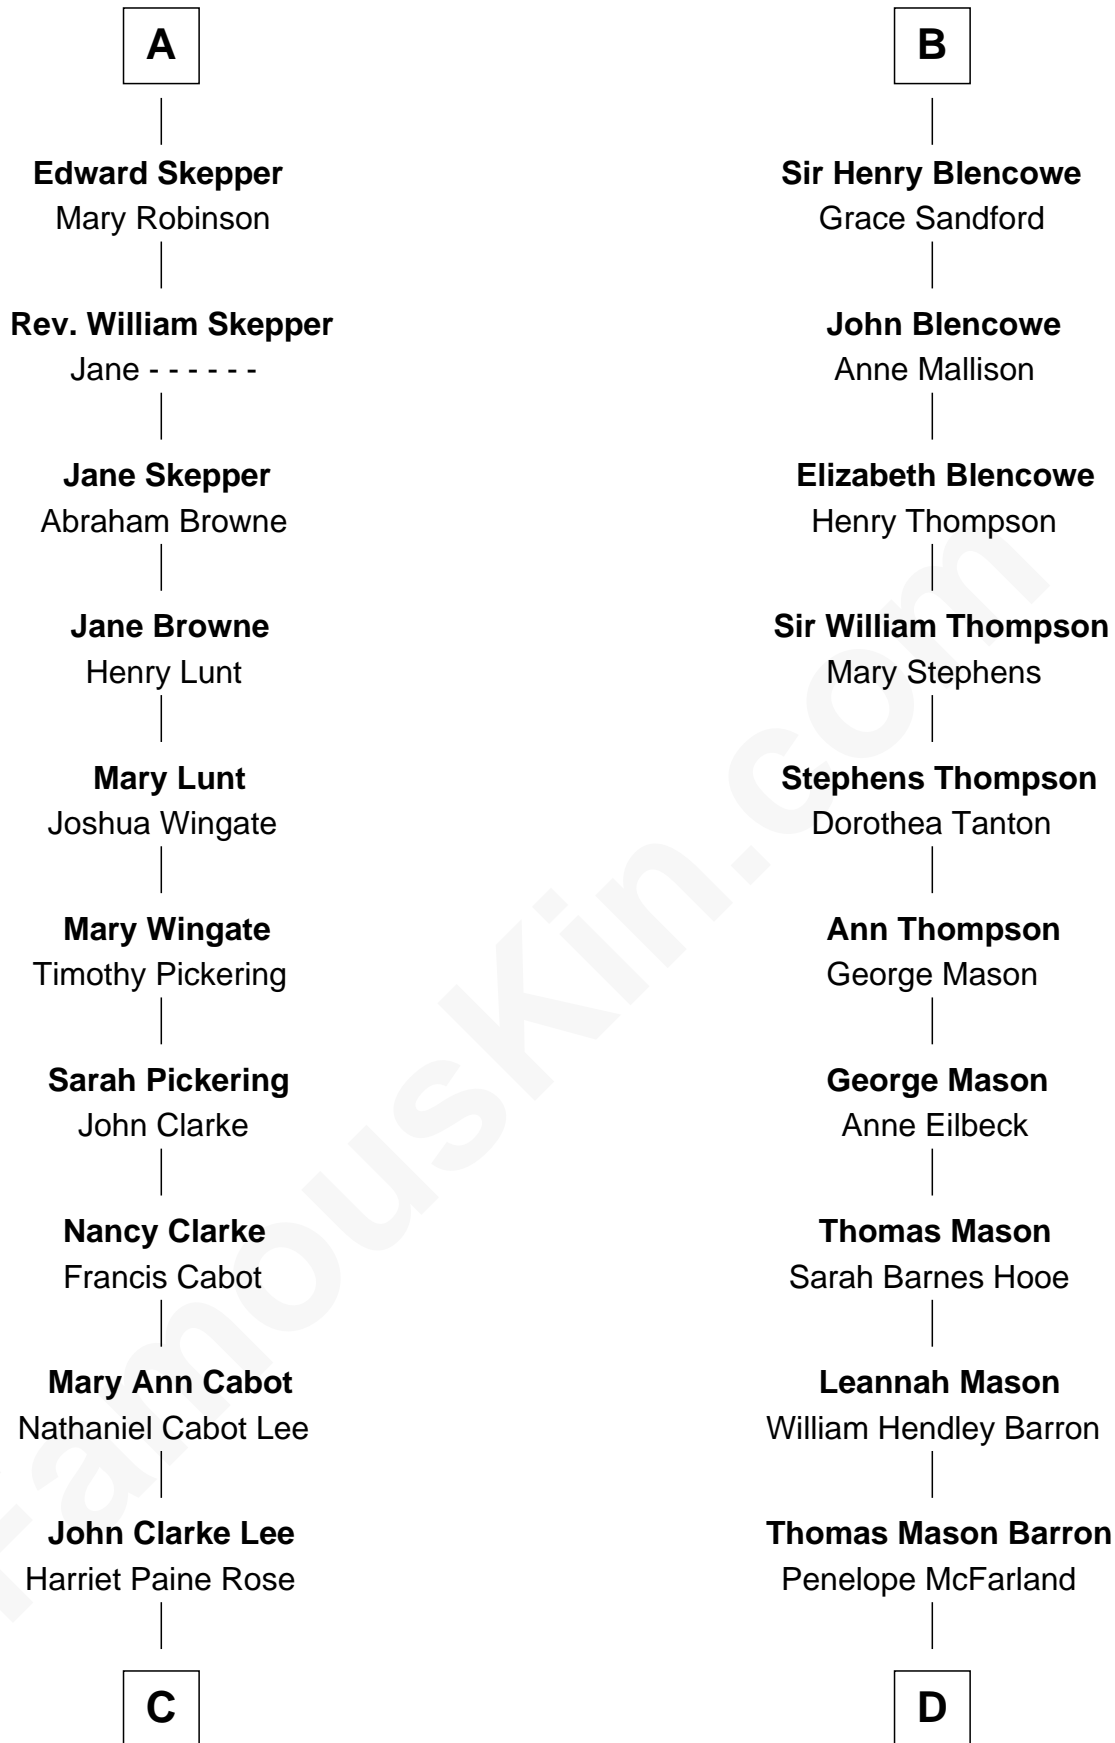 A
Edward Skepper
Mary Robinson
Rev. William Skepper
Jane - - - - - -
Jane Skepper
Abraham Browne
Jane Browne
Henry Lunt
Mary Lunt
Joshua Wingate
Mary Wingate
Timothy Pickering
Sarah Pickering
John Clarke
Nancy Clarke
Francis Cabot
Mary Ann Cabot
Nathaniel Cabot Lee
John Clarke Lee
Harriet Paine Rose
C
B
Sir Henry Blencowe
Grace Sandford
John Blencowe
Anne Mallison
Elizabeth Blencowe
Henry Thompson
Sir William Thompson
Mary Stephens
Stephens Thompson
Dorothea Tanton
Ann Thompson
George Mason
George Mason
Anne Eilbeck
Thomas Mason
Sarah Barnes Hooe
Leannah Mason
William Hendley Barron
Thomas Mason Barron
Penelope McFarland
D
FamousKin.com